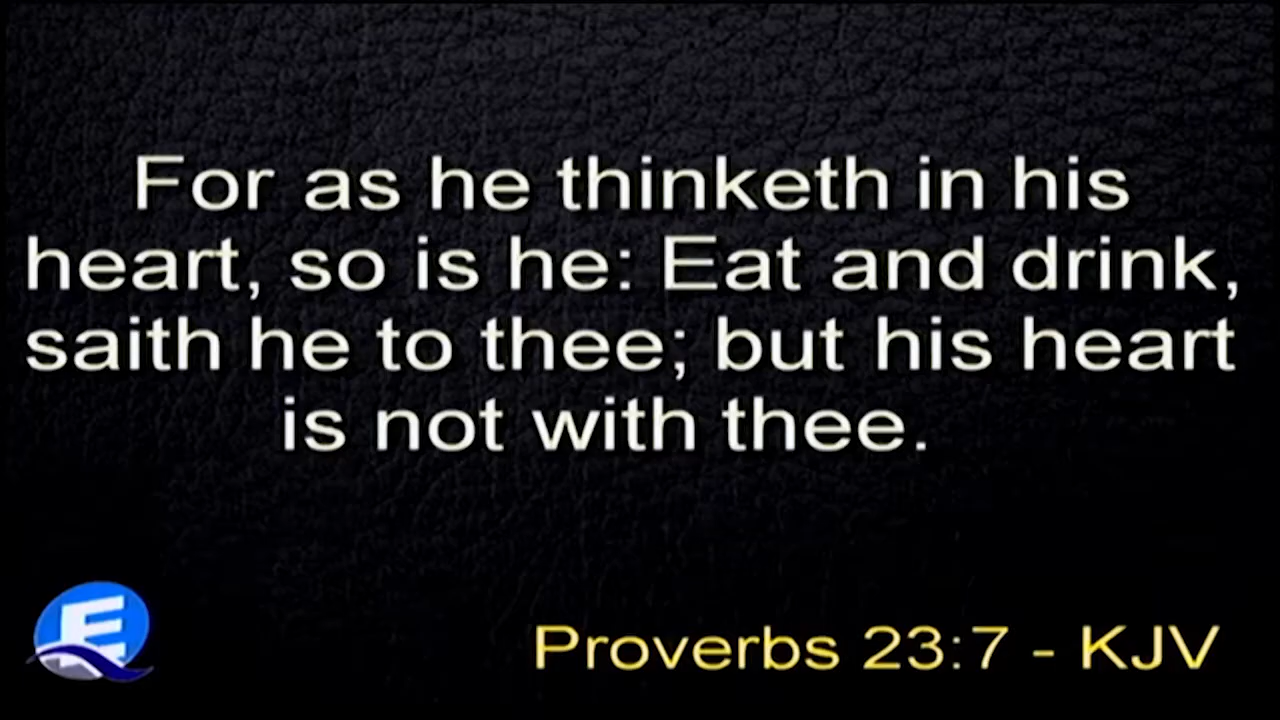 For as he thinketh in his
heart, so is he: Eat and drink,
saith he to thee; but his heart
is not with thee.
E
Proverbs 23:7 - KJV